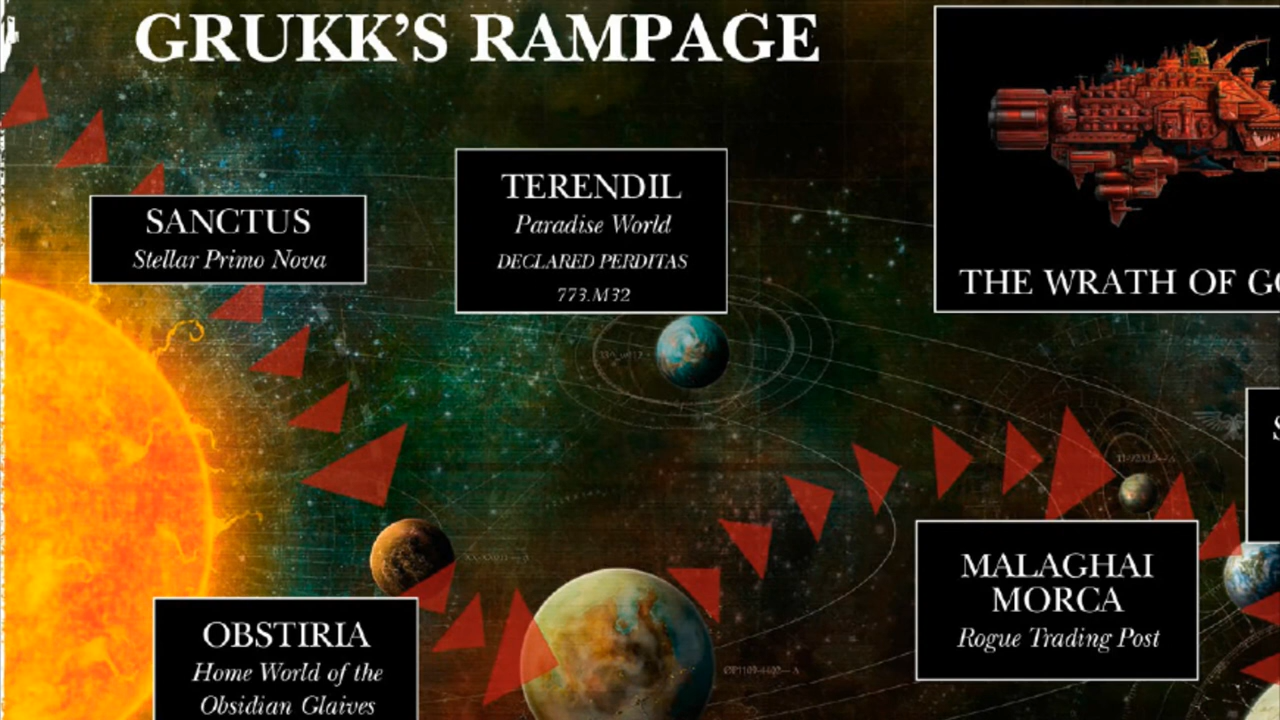 GRUKK'S RAMPAGE
TERENDIL
Paradise World
DECLARED PERDITAS
773.M32
SANCTUS
Stellar Primo Nova
THE WRATH OF
MALAGHAI
MORCA
Rogue Trading Post
OBSTIRIA
Home World of the
Obsidian Glaives